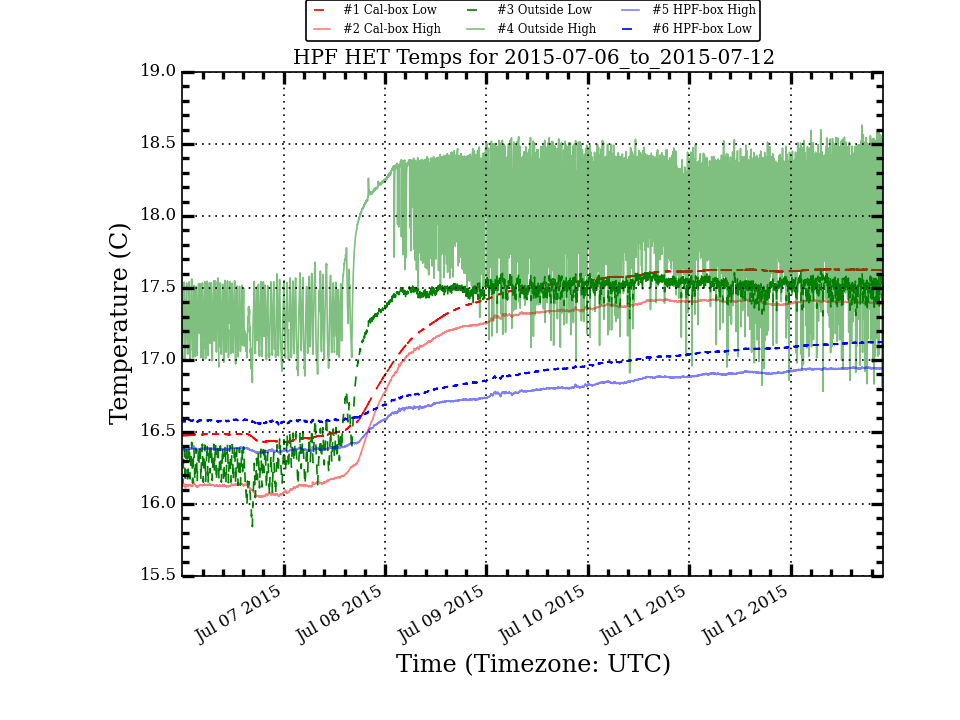 #1 Cal-box Low #3 Outside Low #5 HPF-box High
#2 Cal-box High #4 Outside High #6 HPF-box Low
HPF HET Temps for 2015-07-06_to_2015-07-12
19.0
18.5
18.0
17.5
17.0
16.5
16.0
15.5
Temperature (C)
Jul 07 2015
Jul 08 2015
Jul 09 2015
Jul 10 2015
Jul 11 2015
Jul 12 2015
Time (Timezone: UTC)